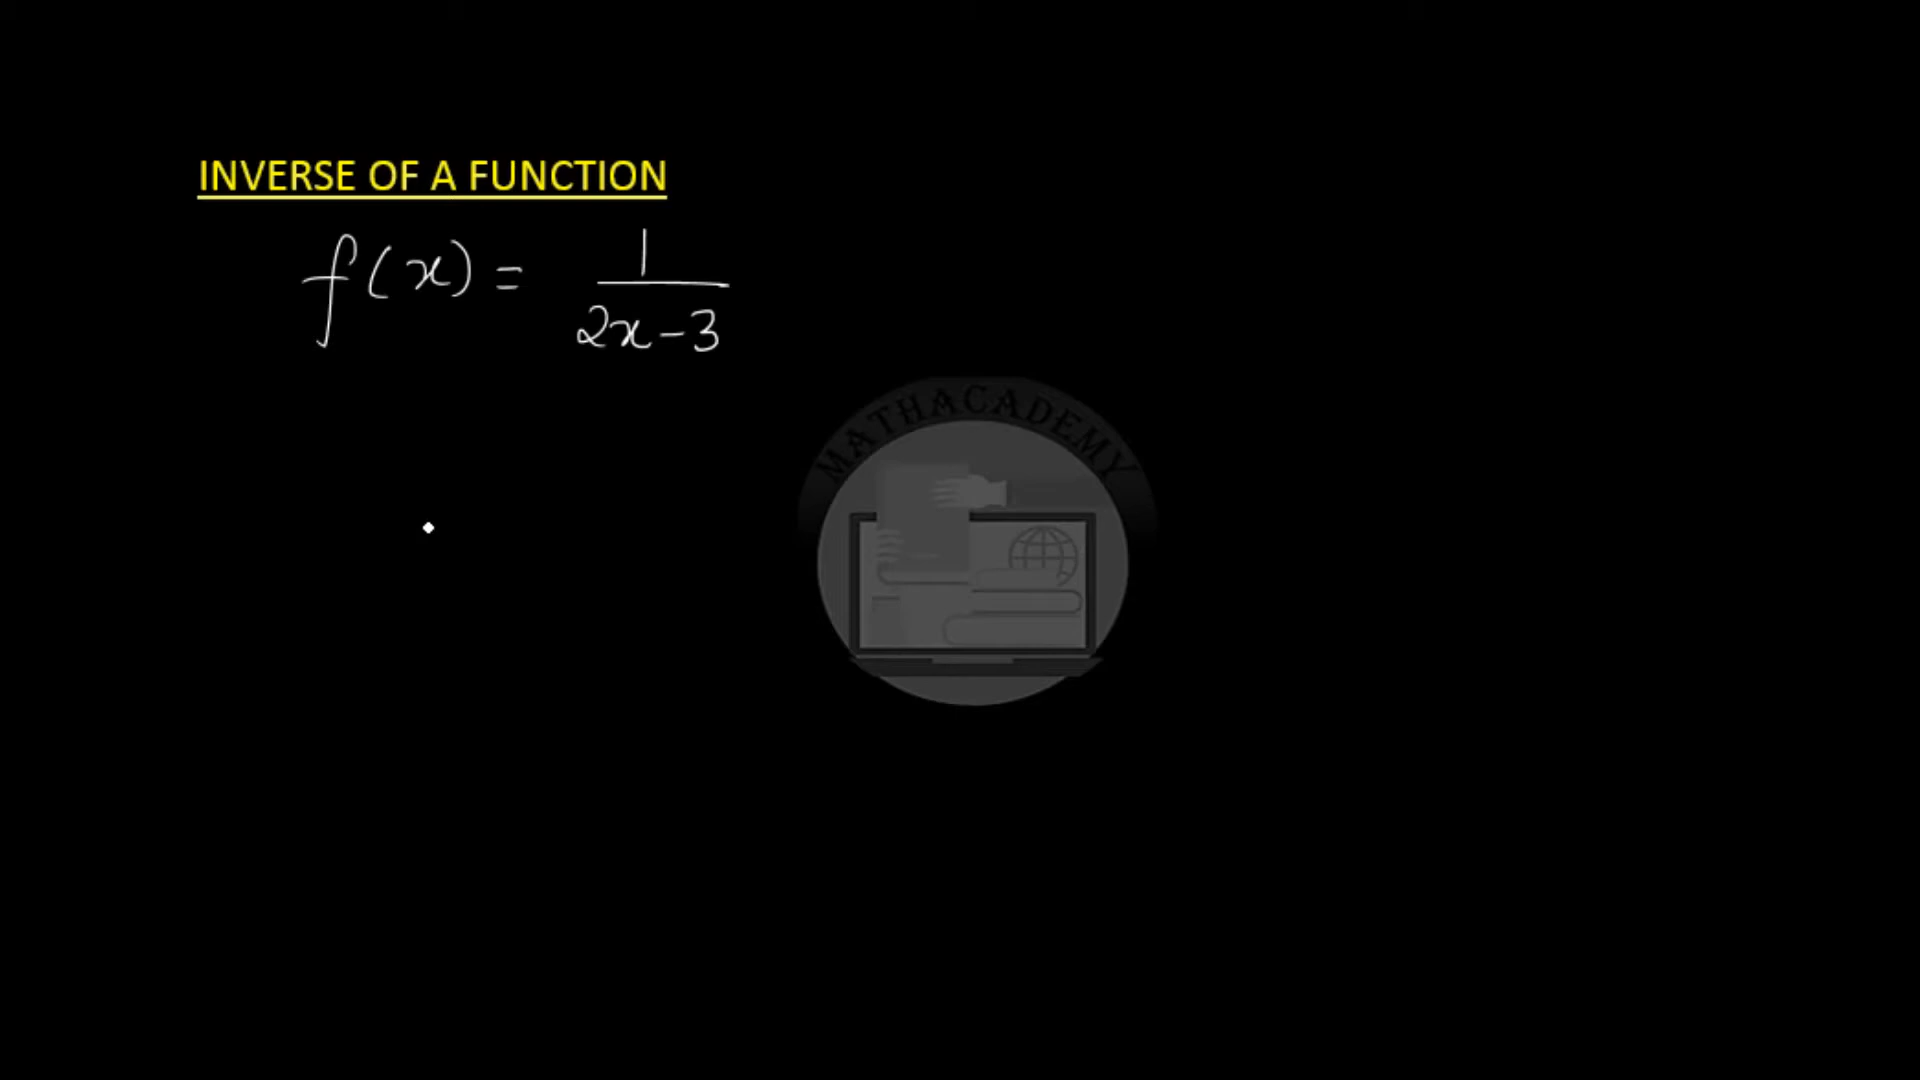 INVERSE OF A FUNCTION
f(x) = 1/(2x-3)
MATHACADEMY